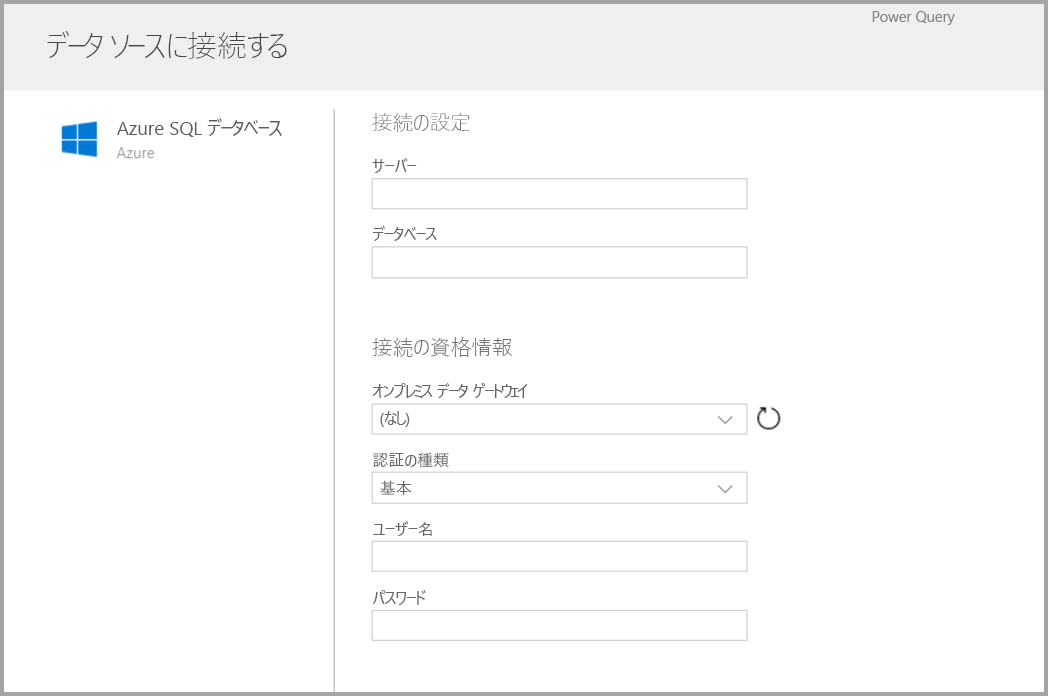 Power Query
データ ソースに接続する
Azure SQL データベース
Azure
接続の設定
サーバー
データベース
接続の資格情報
オンプレミス データ ゲートウェイ
(なし)
認証の種類
基本
ユーザー名
パスワード